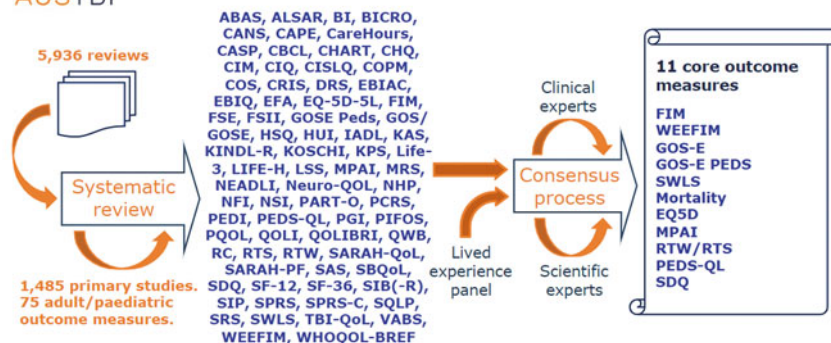 AUSTBI
5,936 reviews
Systematic
review
1,485 primary studies.
75 adult/paediatric
outcome measures.
ABAS, ALSAR, BI, BICRO,
CANS, CAPE, CareHours,
CASP, CBCL, CHART, CHQ,
CIM, CIQ, CISLQ, COPM,
COS, CRIS, DRS, EBIAC,
EBIQ, EFA, EQ-5D-5L, FIM,
FSE, FSII, GOSE Peds, GOS/
GOSE, HSQ, HUI, IADL, KAS,
KINDL-R, KOSCHI, KPS, Life-
3, LIFE-H, LSS, MPAI, MRS,
NEADLI, Neuro-QOL, NHP,
NFI, NSI, PART-O, PCRS,
PEDI, PEDS-QL, PGI, PIFOS,
PQOL, QOLI, QOLIBRI, QWB,
RC, RTS, RTW, SARAH-QoL,
SARAH-PF, SAS, SBQoL,
SDQ, SF-12, SF-36, SIB(-R),
SIP, SPRS, SPRS-C, SQLP,
SRS, SWLS, TBI-QoL, VABS,
WEEFIM, WHOQOL-BREF
Clinical
experts
Consensus
process
Lived
experience
panel
Scientific
experts
11 core outcome
measures
FIM
WEEFIM
GOS-E
GOS-E PEDS
SWLS
Mortality
EQ5D
MPAI
RTW/RTS
PEDS-QL
SDQ